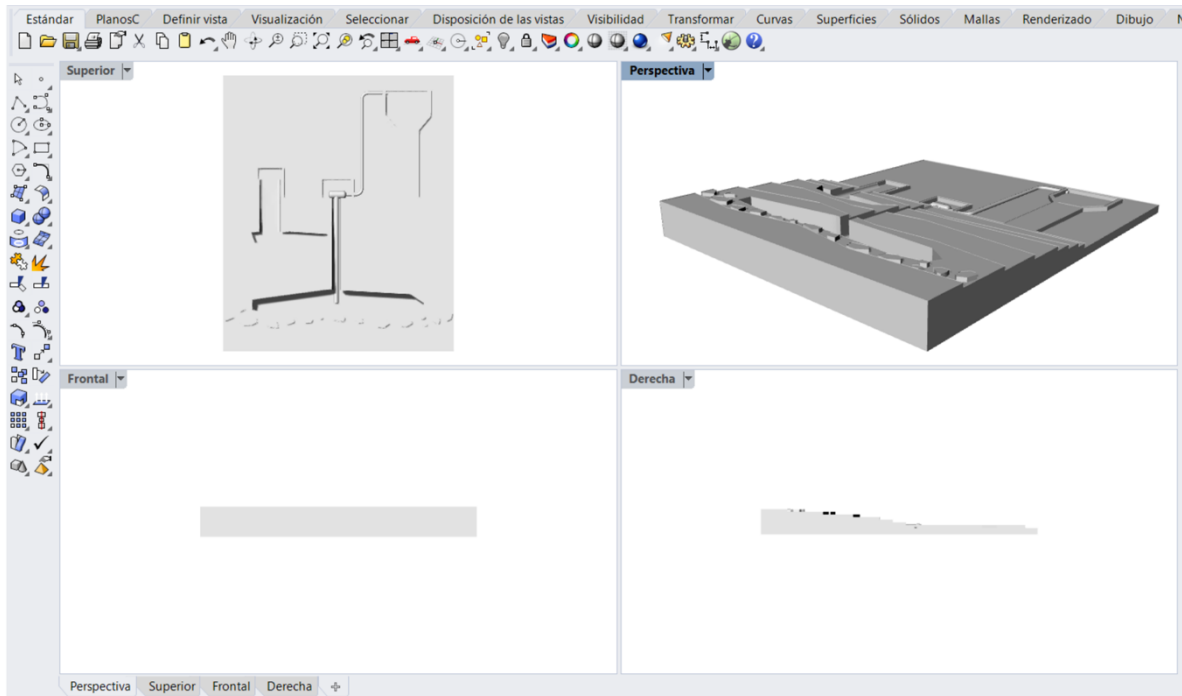 Estándar PlanosC Definir vista Visualización Seleccionar Disposición de las vistas Visibilidad Transformar Curvas Superficies Sólidos Mallas Renderizado Dibujo
Superior
Perspectiva
Frontal
Derecha
Perspectiva Superior Frontal Derecha